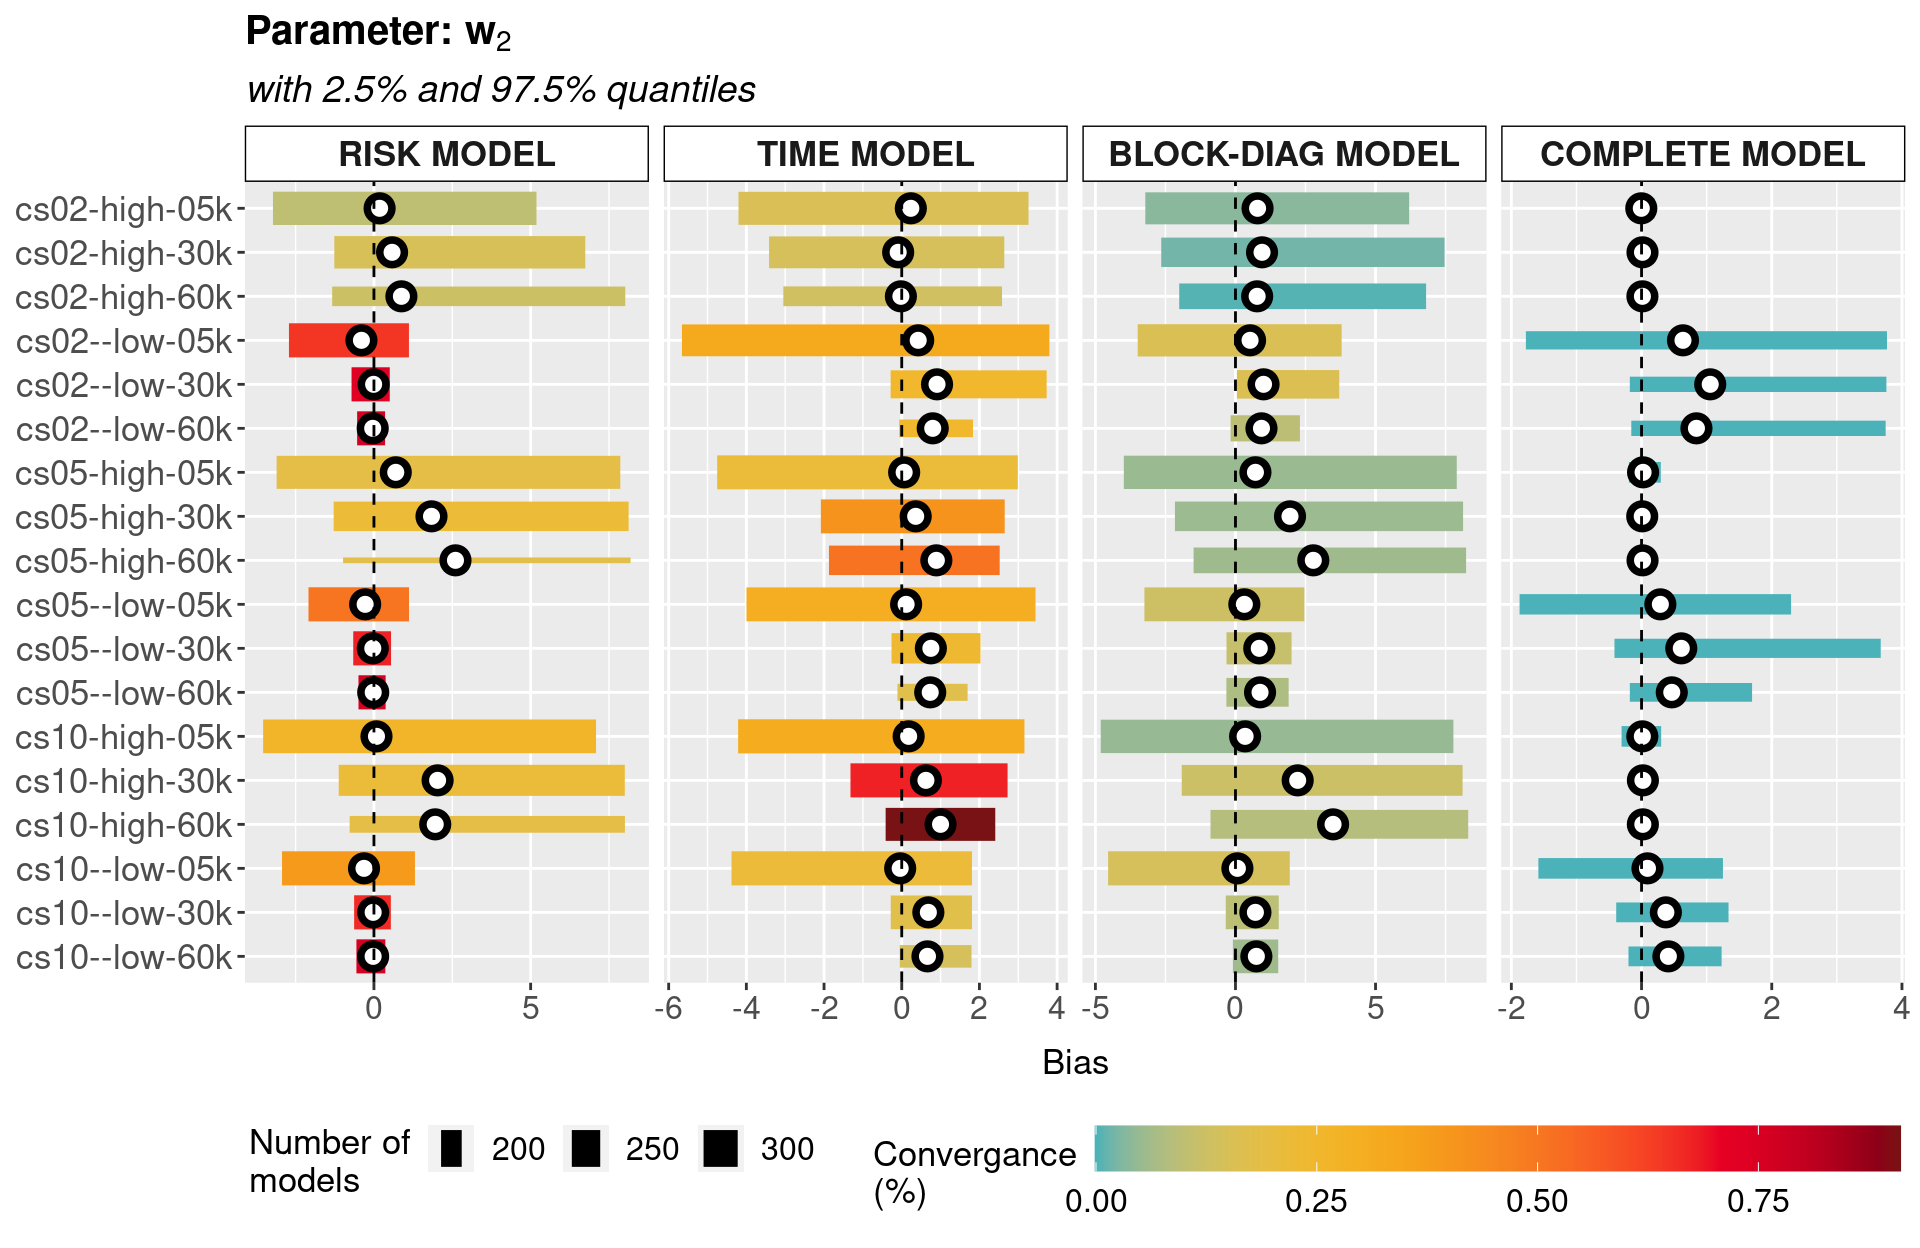 Parameter: w₂
with 2.5% and 97.5% quantiles
RISK MODEL TIME MODEL BLOCK-DIAG MODEL COMPLETE MODEL
cs02-high-05k
cs02-high-30k
cs02-high-60k
cs02--low-05k
cs02--low-30k
cs02--low-60k
cs05-high-05k
cs05-high-30k
cs05-high-60k
cs05--low-05k
cs05--low-30k
cs05--low-60k
cs10-high-05k
cs10-high-30k
cs10-high-60k
cs10--low-05k
cs10--low-30k
cs10--low-60k
0 5 -6 -4 -2 0 2 4 -5 0 5 -2 0 2 4
Bias
Number of
models
200 250 300
Convergance
(%)
0.00 0.25 0.50 0.75